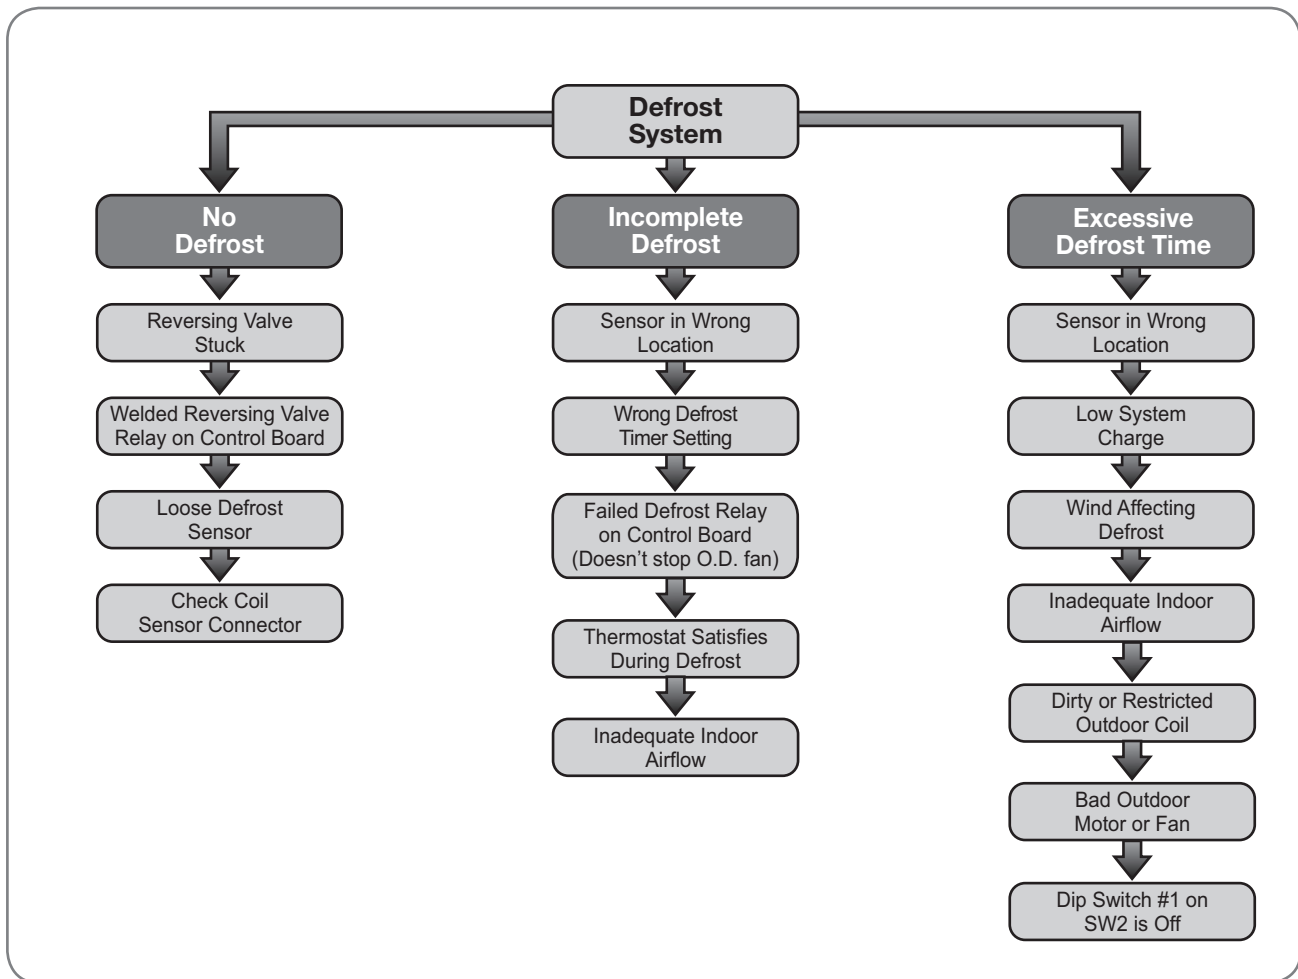 Defrost
System
No
Defrost
Reversing Valve
Stuck
Welded Reversing Valve
Relay on Control Board
Loose Defrost
Sensor
Check Coil
Sensor Connector
Incomplete
Defrost
Sensor in Wrong
Location
Wrong Defrost
Timer Setting
Failed Defrost Relay
on Control Board
(Doesn’t stop O.D. fan)
Thermostat Satisfies
During Defrost
Inadequate Indoor
Airflow
Excessive
Defrost Time
Sensor in Wrong
Location
Low System
Charge
Wind Affecting
Defrost
Inadequate Indoor
Airflow
Dirty or Restricted
Outdoor Coil
Bad Outdoor
Motor or Fan
Dip Switch #1 on
SW2 is Off